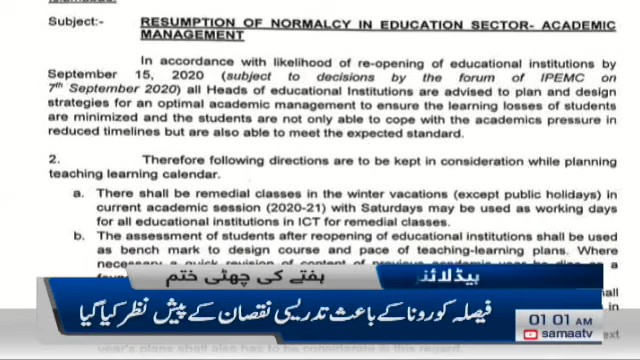 Subject:- RESUMPTION OF NORMALCY IN EDUCATION SECTOR- ACADEMIC
MANAGEMENT
In accordance with likelihood of re-opening of educational institutions by
September 15, 2020 (subject to decisions by the forum of IPEMC on
7th September 2020) all Heads of educational Institutions are advised to plan and design
strategies for an optimal academic management to ensure the learning losses of students
are minimized and the students are not only able to cope with the academics pressure in
reduced timelines but are also able to meet the expected standard.
2. Therefore following directions are to be kept in consideration while planning
teaching learning calendar.
a. There shall be remedial classes in the winter vacations (except public holidays) in
current academic session (2020-21) with Saturdays may be used as working days
for all educational institutions in ICT for remedial classes.
b. The assessment of students after reopening of educational institutions shall be used
as bench mark to design course and pace of teaching-learning plans. Where
ہفتے کی چھٹی ختم
ہیڈلائنز
فیصلہ کورونا کے باعث تدریسی نقصان کے پیش نظر کیا گیا
01:01 AM
samaatv